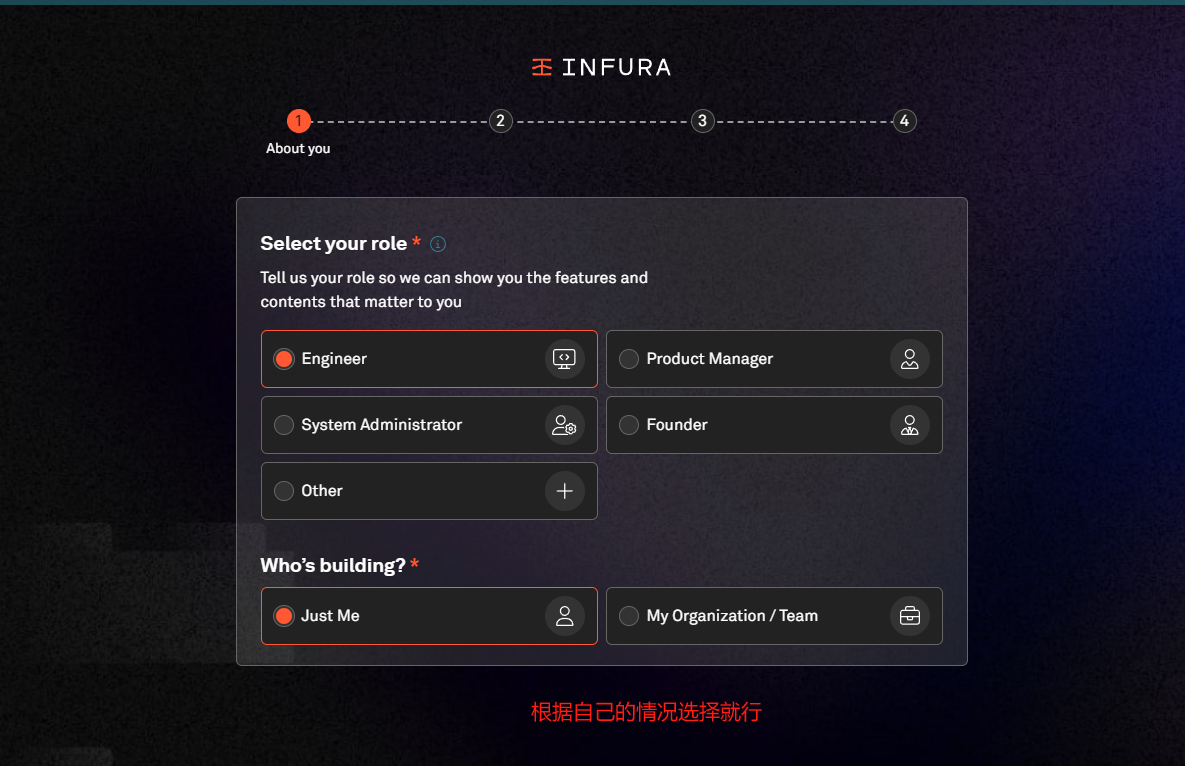 INFURA
1 2 3 4
About you
Select your role *
Tell us your role so we can show you the features and
contents that matter to you
Engineer
Product Manager
System Administrator
Founder
Other
Who’s building? *
Just Me
My Organization / Team
根据自己的情况选择就行